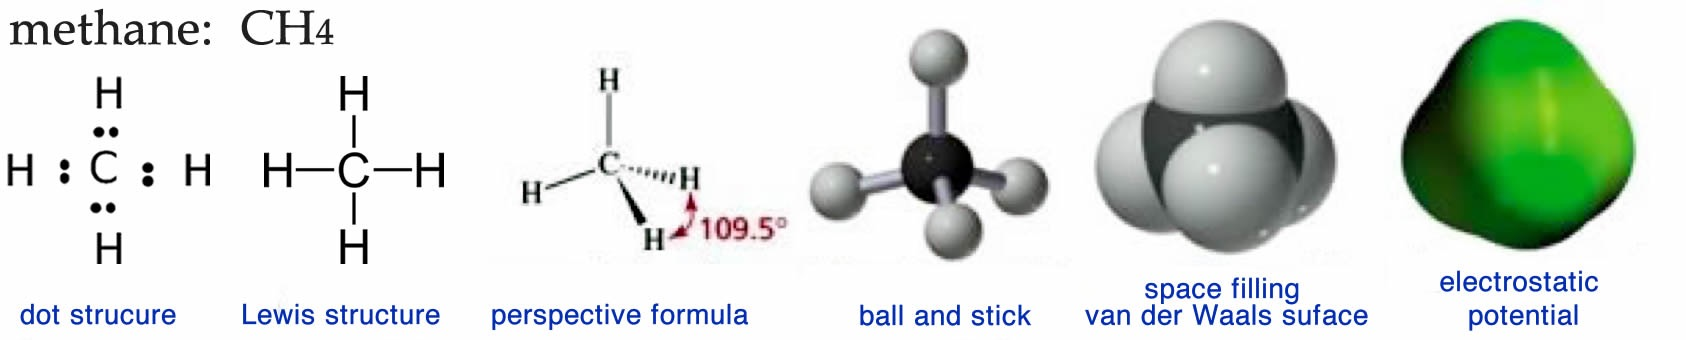 methane: CH4
H
H : C : H
H
H
H—C—H
H
H
C
H
H
H
109.5°
dot strucure
Lewis structure
perspective formula
ball and stick
space filling
van der Waals suface
electrostatic
potential